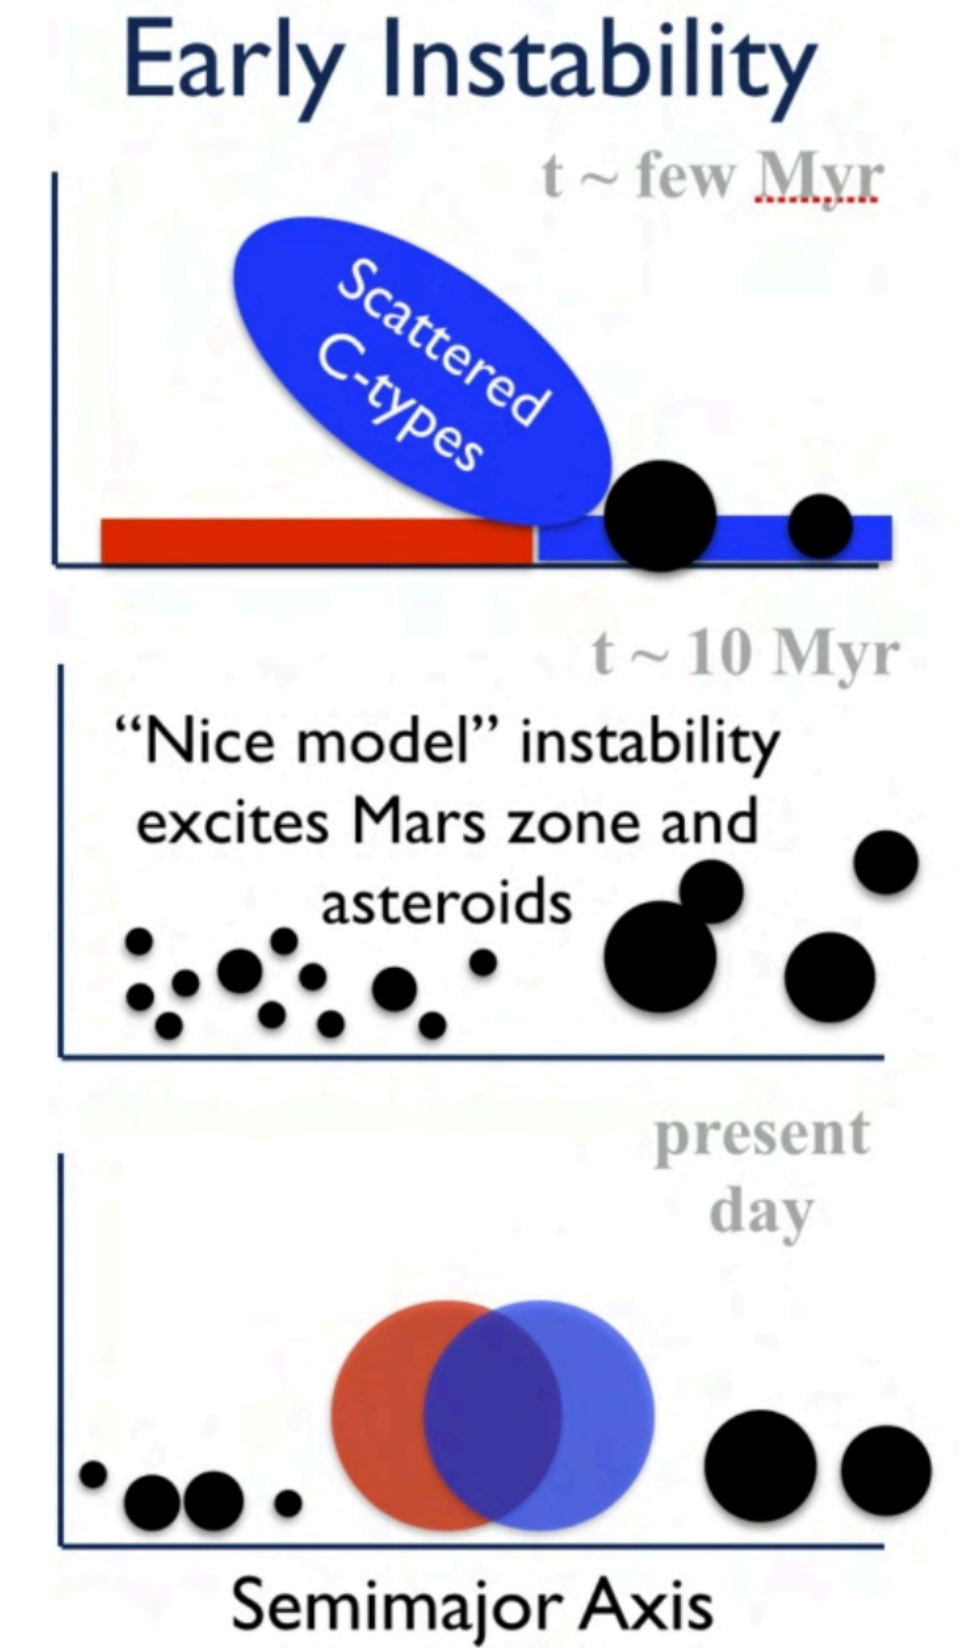 Early Instability
t ~ few Myr
Scattered
C-types
t ~ 10 Myr
“Nice model” instability
excites Mars zone and
asteroids
present
day
Semimajor Axis